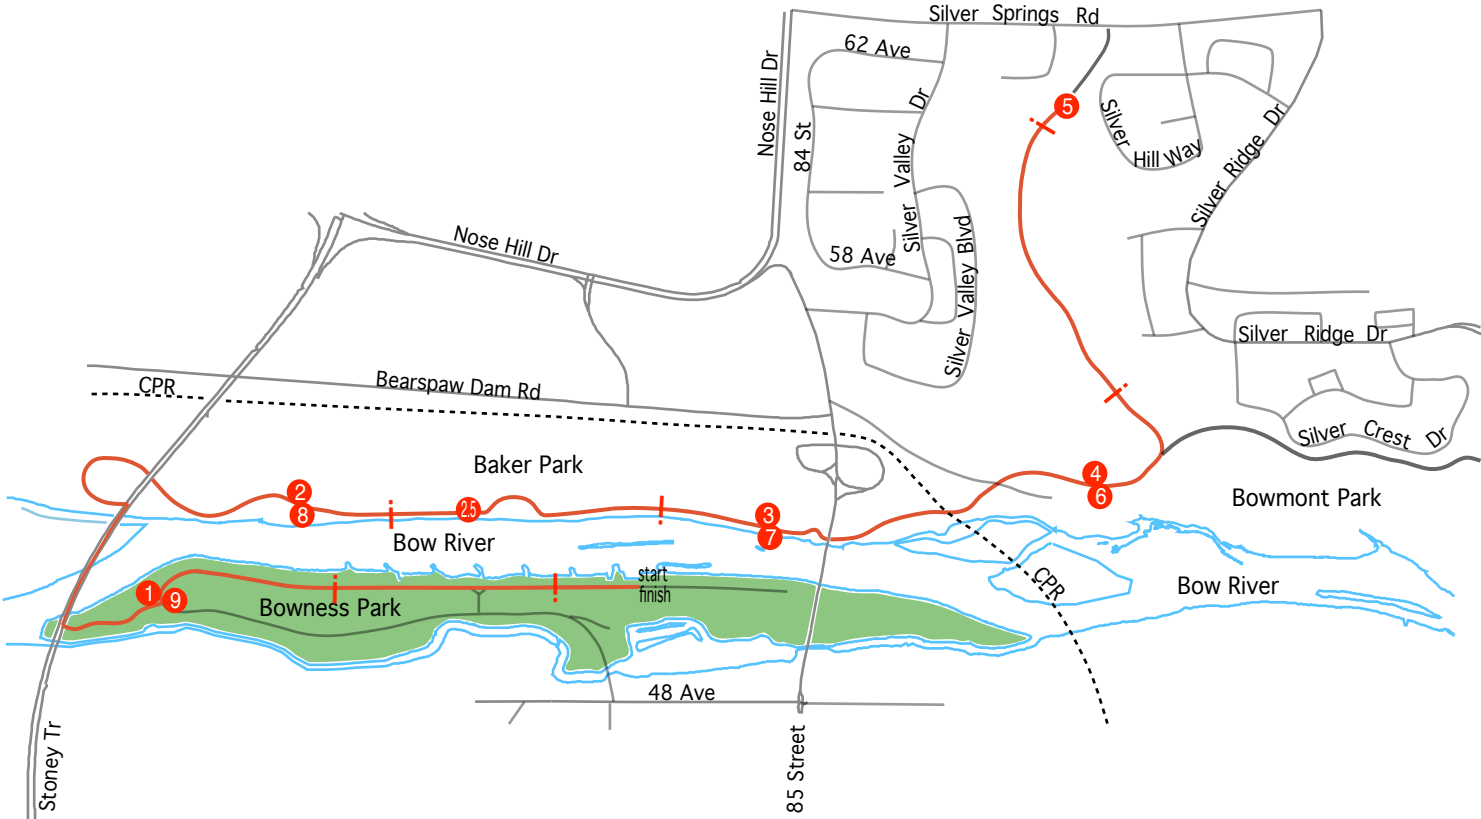 Silver Springs Rd
62 Ave
Nose Hill Dr
84 St
Silver Valley Dr
5
Silver
Hill Way
Silver Ridge Dr
58 Ave
Silver Valley Blvd
Nose Hill Dr
Silver Ridge Dr
CPR
Bearspaw Dam Rd
Silver Crest Dr
Baker Park
4
6
Bowmont Park
2
8
2.5
3
7
Bow River
CPR
Bow River
start
finish
1
9
Bowness Park
48 Ave
Stoney Tr
85 Street